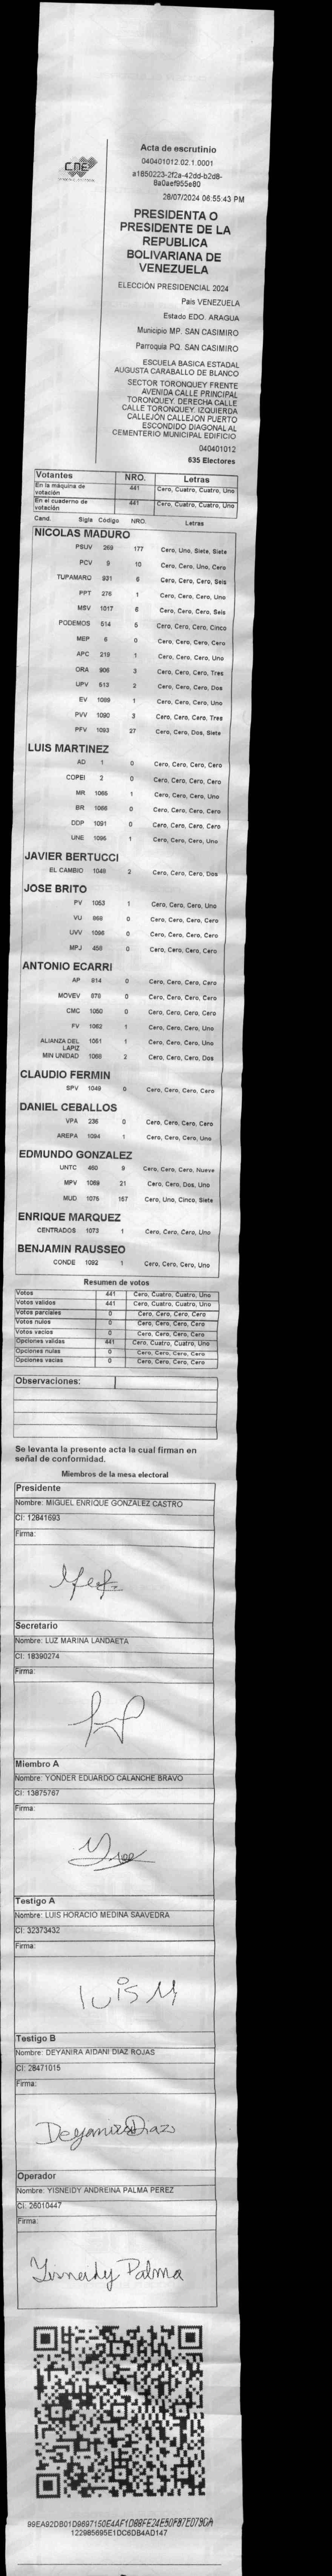 CNE
Acta de escrutinio
040401012.02.1.0001
a1850223-2f2a-42dd-b2d8-
8a0aef955e80
28/07/2024 06:55:43 PM
PRESIDENTA O
PRESIDENTE DE LA
REPUBLICA
BOLIVARIANA DE
VENEZUELA
ELECCIÓN PRESIDENCIAL 2024
Pais VENEZUELA
Estado EDO. ARAGUA
Municipio MP. SAN CASIMIRO
Parroquia PQ. SAN CASIMIRO
ESCUELA BASICA ESTADAL
AUGUSTA CARABALLO DE BLANCO
SECTOR TORONQUEY FRENTE
AVENIDA CALLE PRINCIPAL
TORONQUEY. DERECHA CALLE
CALLE TORONQUEY. IZQUIERDA
CALLEJÓN CALLEJON PUERTO
ESCONDIDO DIAGONAL AL
CEMENTERIO MUNICIPAL EDIFICIO
040401012
635 Electores
Votantes NRO. Letras
En la máquina de votación 441 Cero, Cuatro, Cuatro, Uno
En el cuaderno de votación 441 Cero, Cuatro, Cuatro, Uno
Cand. Sigla Código NRO. Letras
NICOLAS MADURO
PSUV 269 177 Cero, Uno, Siete, Siete
PCV 9 10 Cero, Cero, Uno, Cero
TUPAMARO 931 6 Cero, Cero, Cero, Seis
PPT 276 1 Cero, Cero, Cero, Uno
MSV 1017 6 Cero, Cero, Cero, Seis
PODEMOS 514 5 Cero, Cero, Cero, Cinco
MEP 6 0 Cero, Cero, Cero, Cero
APC 219 1 Cero, Cero, Cero, Uno
ORA 906 3 Cero, Cero, Cero, Tres
UPV 513 2 Cero, Cero, Cero, Dos
EV 1089 1 Cero, Cero, Cero, Uno
PVV 1090 3 Cero, Cero, Cero, Tres
PFV 1093 27 Cero, Cero, Dos, Siete
LUIS MARTINEZ
AD 1 0 Cero, Cero, Cero, Cero
COPEI 2 0 Cero, Cero, Cero, Cero
MR 1065 1 Cero, Cero, Cero, Uno
BR 1066 0 Cero, Cero, Cero, Cero
DDP 1091 0 Cero, Cero, Cero, Cero
UNE 1095 1 Cero, Cero, Cero, Uno
JAVIER BERTUCCI
EL CAMBIO 1048 2 Cero, Cero, Cero, Dos
JOSE BRITO
PV 1053 1 Cero, Cero, Cero, Uno
VU 868 0 Cero, Cero, Cero, Cero
UVV 1096 0 Cero, Cero, Cero, Cero
MPJ 458 0 Cero, Cero, Cero, Cero
ANTONIO ECARRI
AP 814 0 Cero, Cero, Cero, Cero
MOVEV 878 0 Cero, Cero, Cero, Cero
CMC 1050 0 Cero, Cero, Cero, Cero
FV 1052 1 Cero, Cero, Cero, Uno
ALIANZA DEL LAPIZ 1051 1 Cero, Cero, Cero, Uno
MIN UNIDAD 1068 2 Cero, Cero, Cero, Dos
CLAUDIO FERMIN
SPV 1049 0 Cero, Cero, Cero, Cero
DANIEL CEBALLOS
VPA 236 0 Cero, Cero, Cero, Cero
AREPA 1094 1 Cero, Cero, Cero, Uno
EDMUNDO GONZALEZ
UNTC 460 9 Cero, Cero, Cero, Nueve
MPV 1069 21 Cero, Cero, Dos, Uno
MUD 1075 157 Cero, Uno, Cinco, Siete
ENRIQUE MARQUEZ
CENTRADOS 1073 1 Cero, Cero, Cero, Uno
BENJAMIN RAUSSEO
CONDE 1092 1 Cero, Cero, Cero, Uno
Resumen de votos
Votos 441 Cero, Cuatro, Cuatro, Uno
Votos validos 441 Cero, Cuatro, Cuatro, Uno
Votos parciales 0 Cero, Cero, Cero, Cero
Votos nulos 0 Cero, Cero, Cero, Cero
Votos vacios 0 Cero, Cero, Cero, Cero
Opciones validas 441 Cero, Cuatro, Cuatro, Uno
Opciones nulas 0 Cero, Cero, Cero, Cero
Opciones vacias 0 Cero, Cero, Cero, Cero
Observaciones:
Se levanta la presente acta la cual firman en
señal de conformidad.
Miembros de la mesa electoral
Presidente
Nombre: MIGUEL ENRIQUE GONZALEZ CASTRO
CI: 12841693
Firma:
Secretario
Nombre: LUZ MARINA LANDAETA
CI: 18390274
Firma:
Miembro A
Nombre: YONDER EDUARDO CALANCHE BRAVO
CI: 13875767
Firma:
Testigo A
Nombre: LUIS HORACIO MEDINA SAAVEDRA
CI: 32373432
Firma:
luis M
Testigo B
Nombre: DEYANIRA AIDANI DIAZ ROJAS
CI: 28471015
Firma:
Deyanira Diaz
Operador
Nombre: YISNEIDY ANDREINA PALMA PEREZ
CI: 26010447
Firma:
Yisneidy Palma
122985695E1DC6DB4AD147